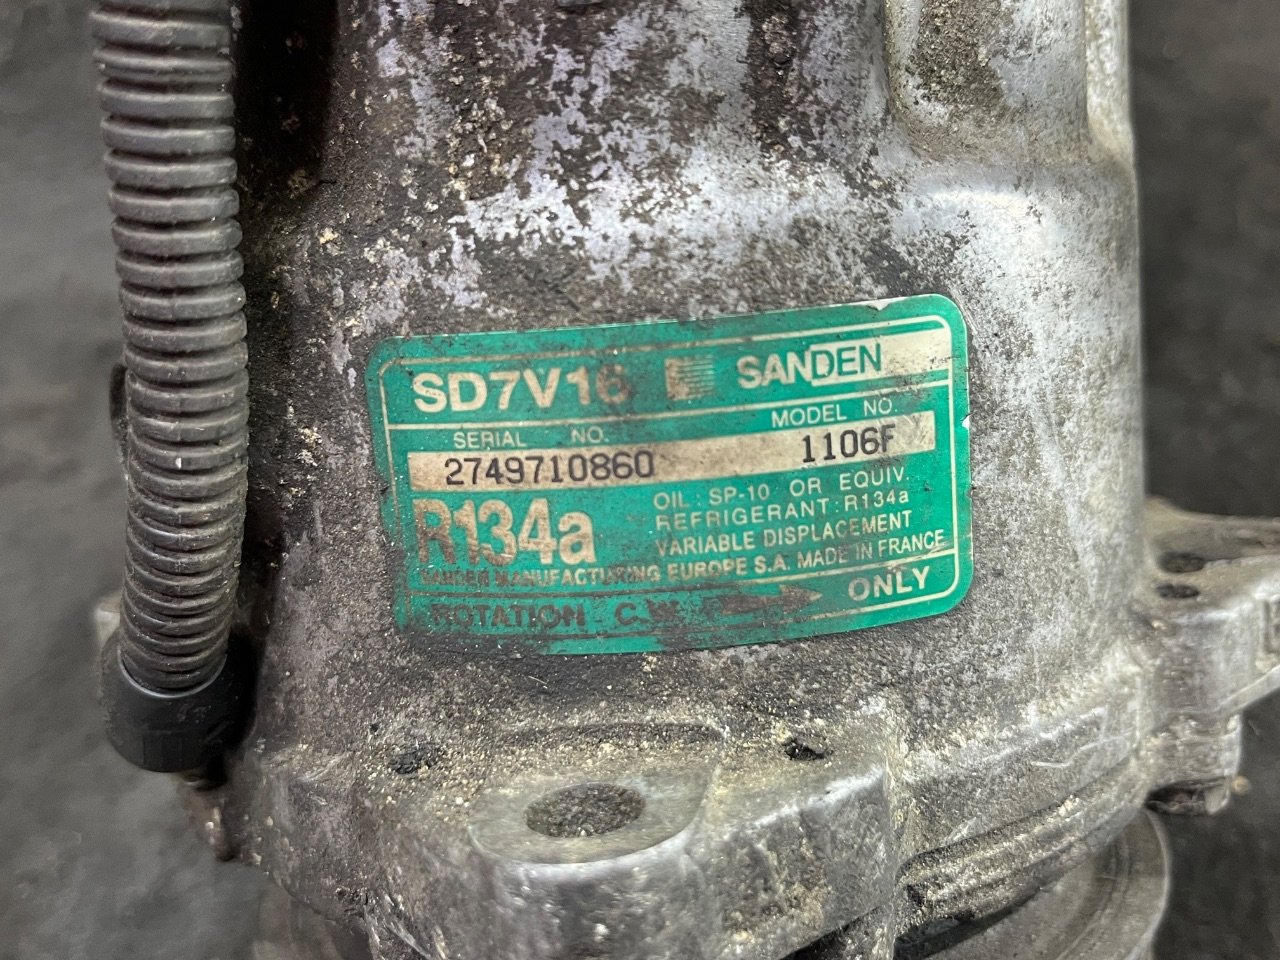 SD7V16 SANDEN
SERIAL NO. MODEL NO.
2749710860 1106F
R134a
OIL : SP-10 OR EQUIV.
REFRIGERANT : R134a
VARIABLE DISPLACEMENT
SANDEN MANUFACTURING EUROPE S.A. MADE IN FRANCE
ROTATION C.W. ONLY